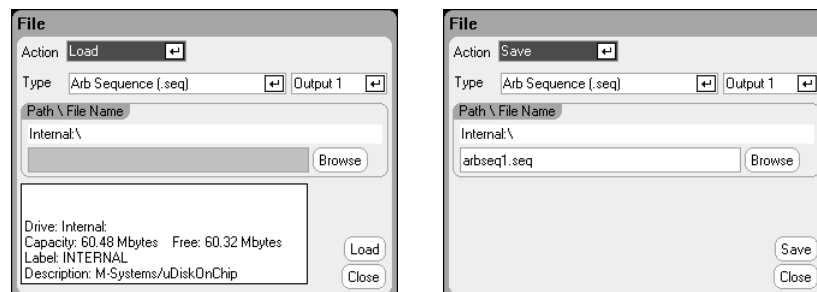 File
Action Load
Type Arb Sequence (.seq) Output 1
Path \ File Name
Internal:\
Browse
Drive: Internal:
Capacity: 60.48 Mbytes Free: 60.32 Mbytes
Label: INTERNAL
Description: M-Systems/uDiskOnChip
Load
Close
File
Action Save
Type Arb Sequence (.seq) Output 1
Path \ File Name
Internal:\
arbseq1.seq Browse
Save
Close